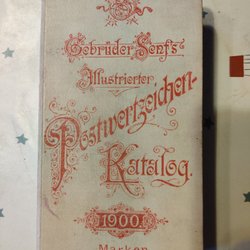 Gebrüder Senf's
Illustrierter
Postwertzeichen-
Katalog.
1900.
Marken